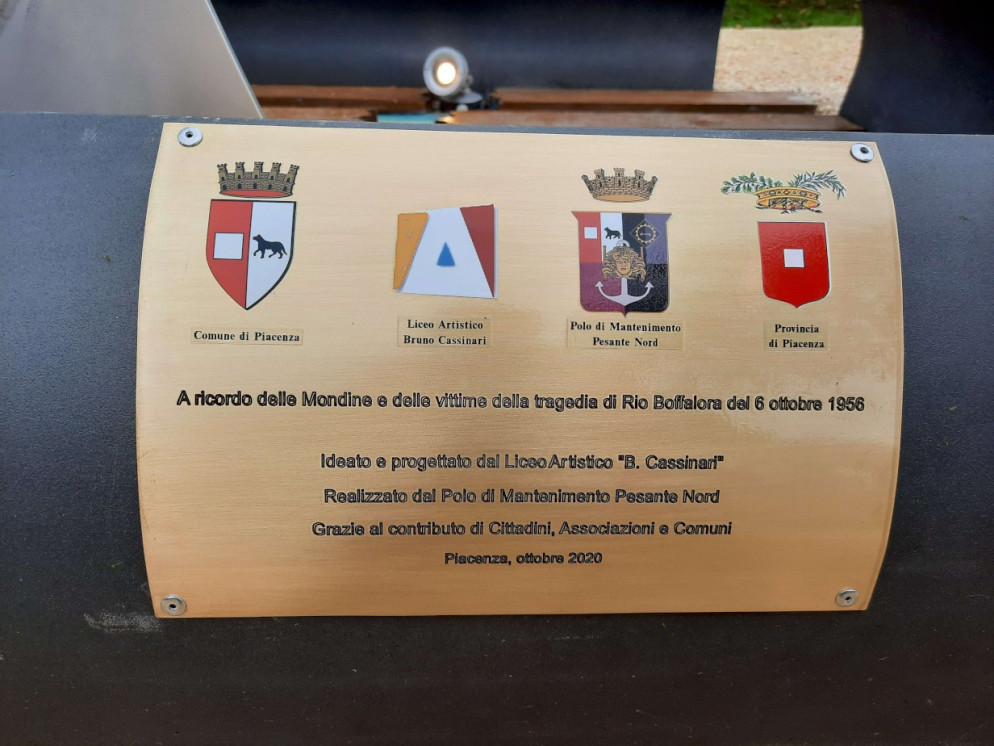 Comune di Piacenza
Liceo Artistico
Bruno Cassinari
Polo di Mantenimento
Pesante Nord
Provincia
di Piacenza
A ricordo delle Mondine e delle vittime della tragedia di Rio Boffalora del 6 ottobre 1956
Ideato e progettato dal Liceo Artistico "B. Cassinari"
Realizzato dal Polo di Mantenimento Pesante Nord
Grazie al contributo di Cittadini, Associazioni e Comuni
Piacenza, ottobre 2020